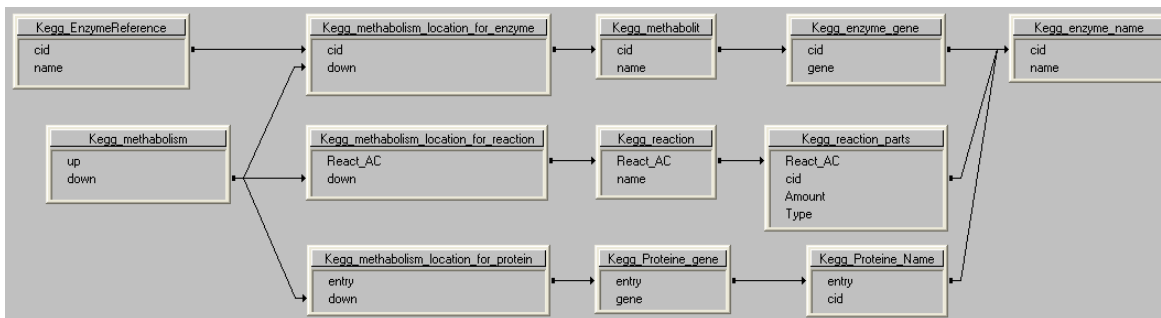 Kegg_EnzymeReference
cid
name
Kegg_methabolism_location_for_enzyme
cid
down
Kegg_methabolit
cid
name
Kegg_enzyme_gene
cid
gene
Kegg_enzyme_name
cid
name
Kegg_methabolism
up
down
Kegg_methabolism_location_for_reaction
React_AC
down
Kegg_reaction
React_AC
name
Kegg_reaction_parts
React_AC
cid
Amount
Type
Kegg_methabolism_location_for_protein
entry
down
Kegg_Proteine_gene
entry
gene
Kegg_Proteine_Name
entry
cid